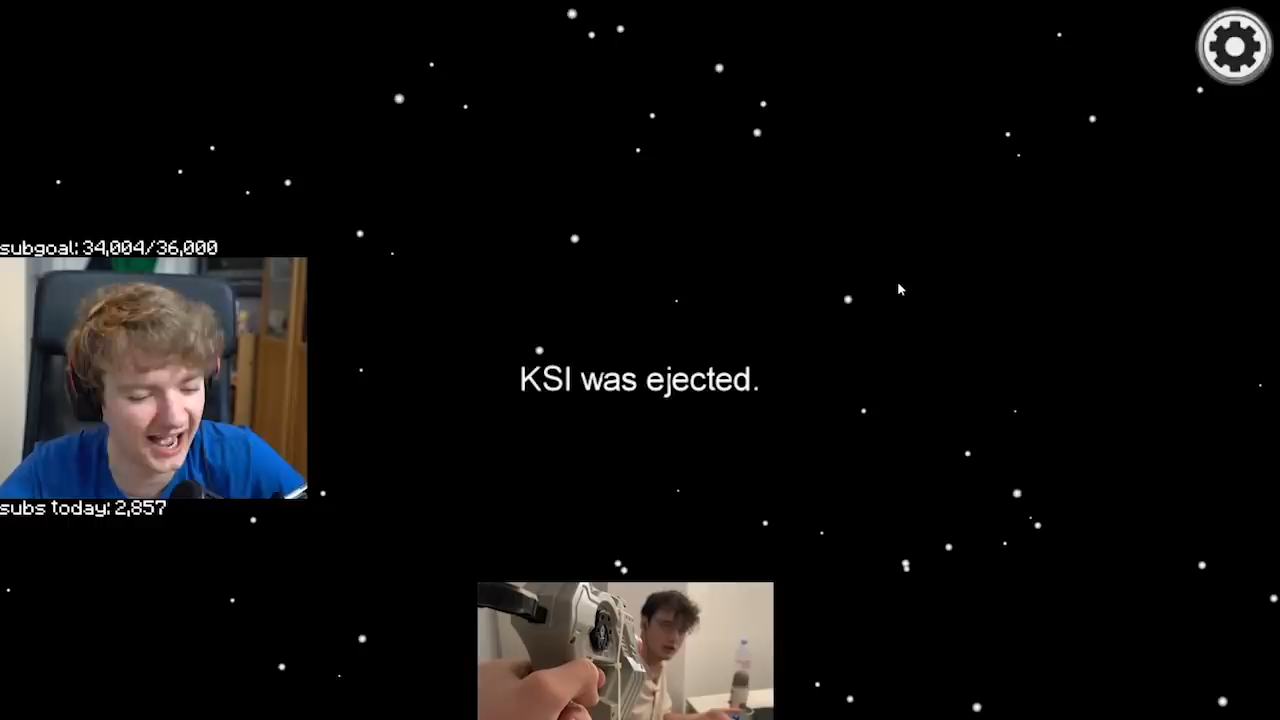 subgoal: 34,004/36,000
KSI was ejected.
subs today: 2,857